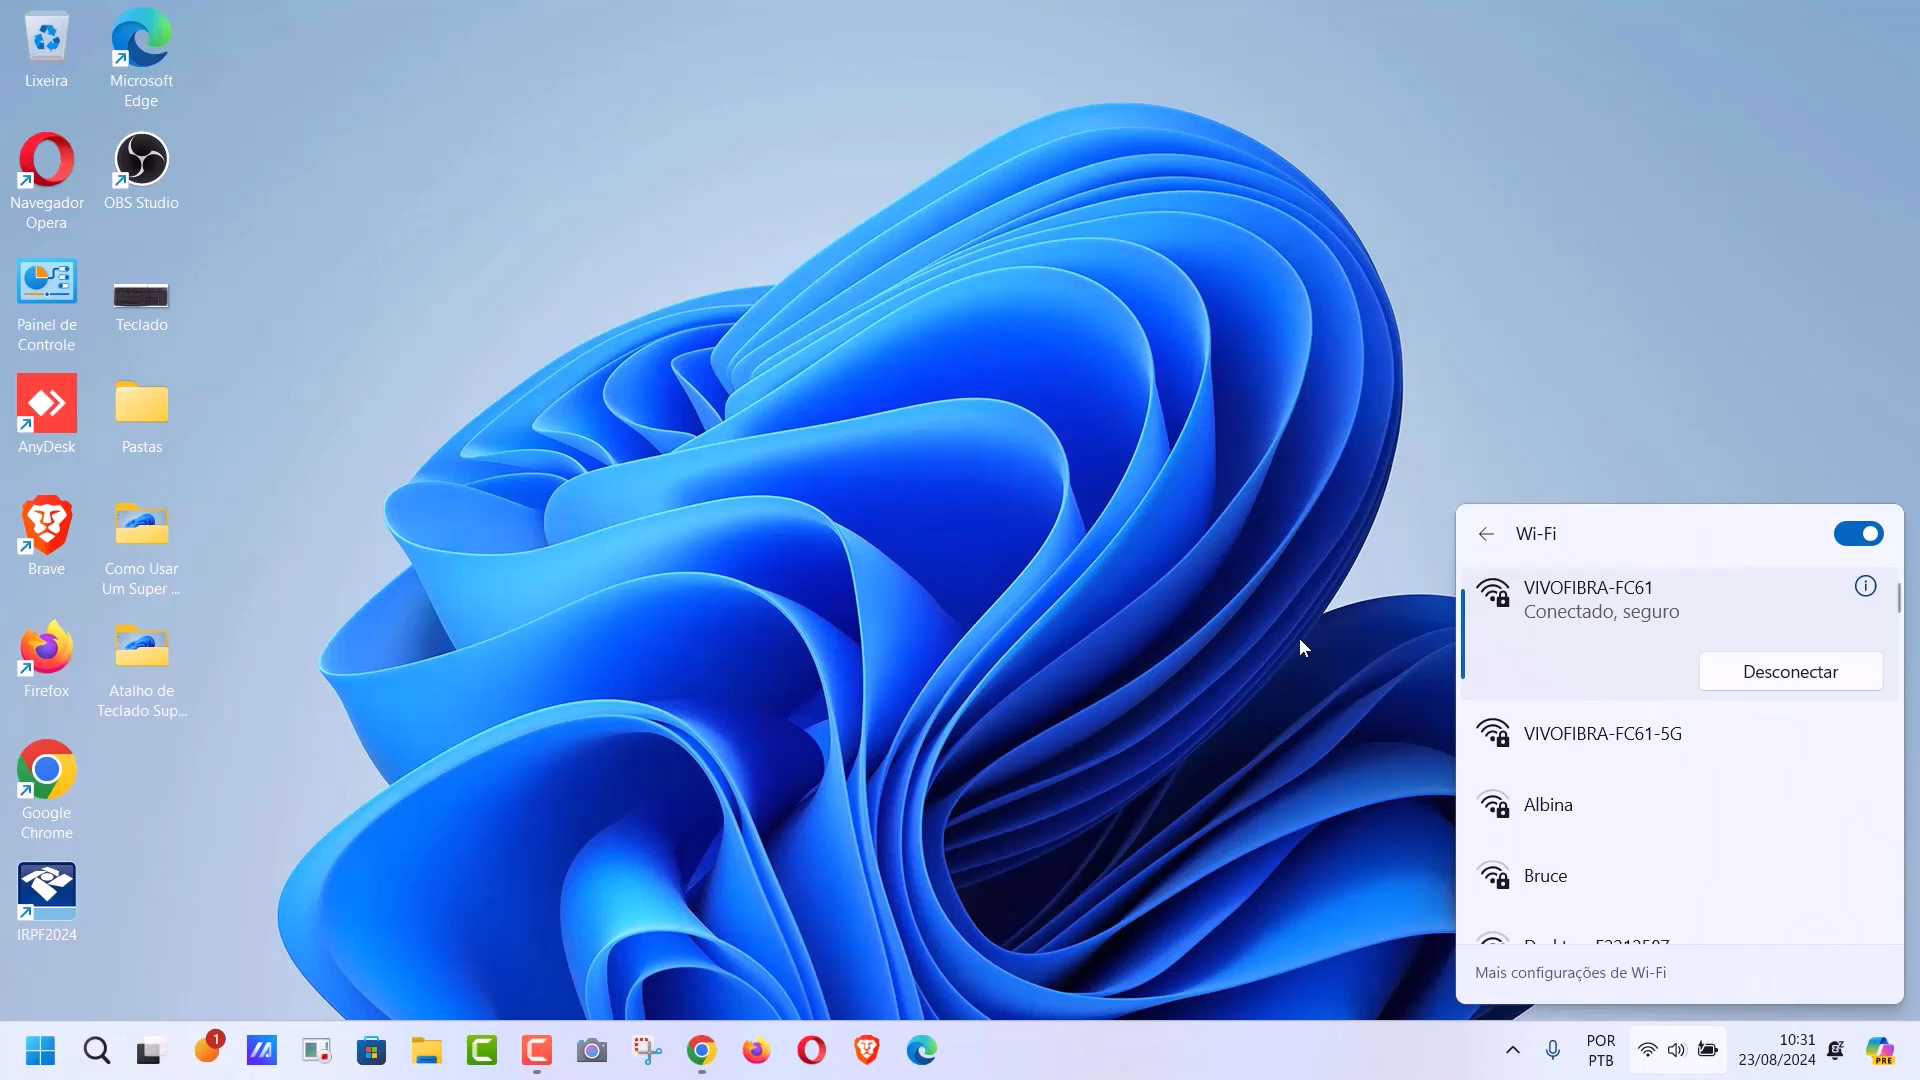 Lixeira
Microsoft
Edge
Navegador
Opera
OBS Studio
Painel de
Controle
Teclado
AnyDesk
Pastas
Brave
Como Usar
Um Super ...
Firefox
Atalho de
Teclado Sup...
Google
Chrome
IRPF2024
Wi-Fi
VIVOFIBRA-FC61
Conectado, seguro
Desconectar
VIVOFIBRA-FC61-5G
Albina
Bruce
Mais configurações de Wi-Fi
1
POR
PTB
10:31
23/08/2024
PRE